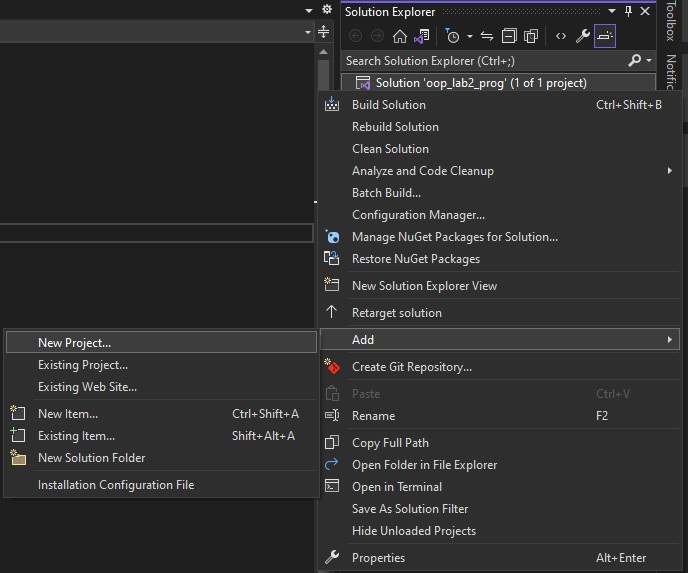 Solution Explorer
Search Solution Explorer (Ctrl+;)
Solution 'oop_lab2_prog' (1 of 1 project)
Toolbox
Notific
Build Solution Ctrl+Shift+B
Rebuild Solution
Clean Solution
Analyze and Code Cleanup
Batch Build...
Configuration Manager...
Manage NuGet Packages for Solution...
Restore NuGet Packages
New Solution Explorer View
Retarget solution
Add
Create Git Repository...
Paste Ctrl+V
Rename F2
Copy Full Path
Open Folder in File Explorer
Open in Terminal
Save As Solution Filter
Hide Unloaded Projects
Properties Alt+Enter
New Project...
Existing Project...
Existing Web Site...
New Item... Ctrl+Shift+A
Existing Item... Shift+Alt+A
New Solution Folder
Installation Configuration File